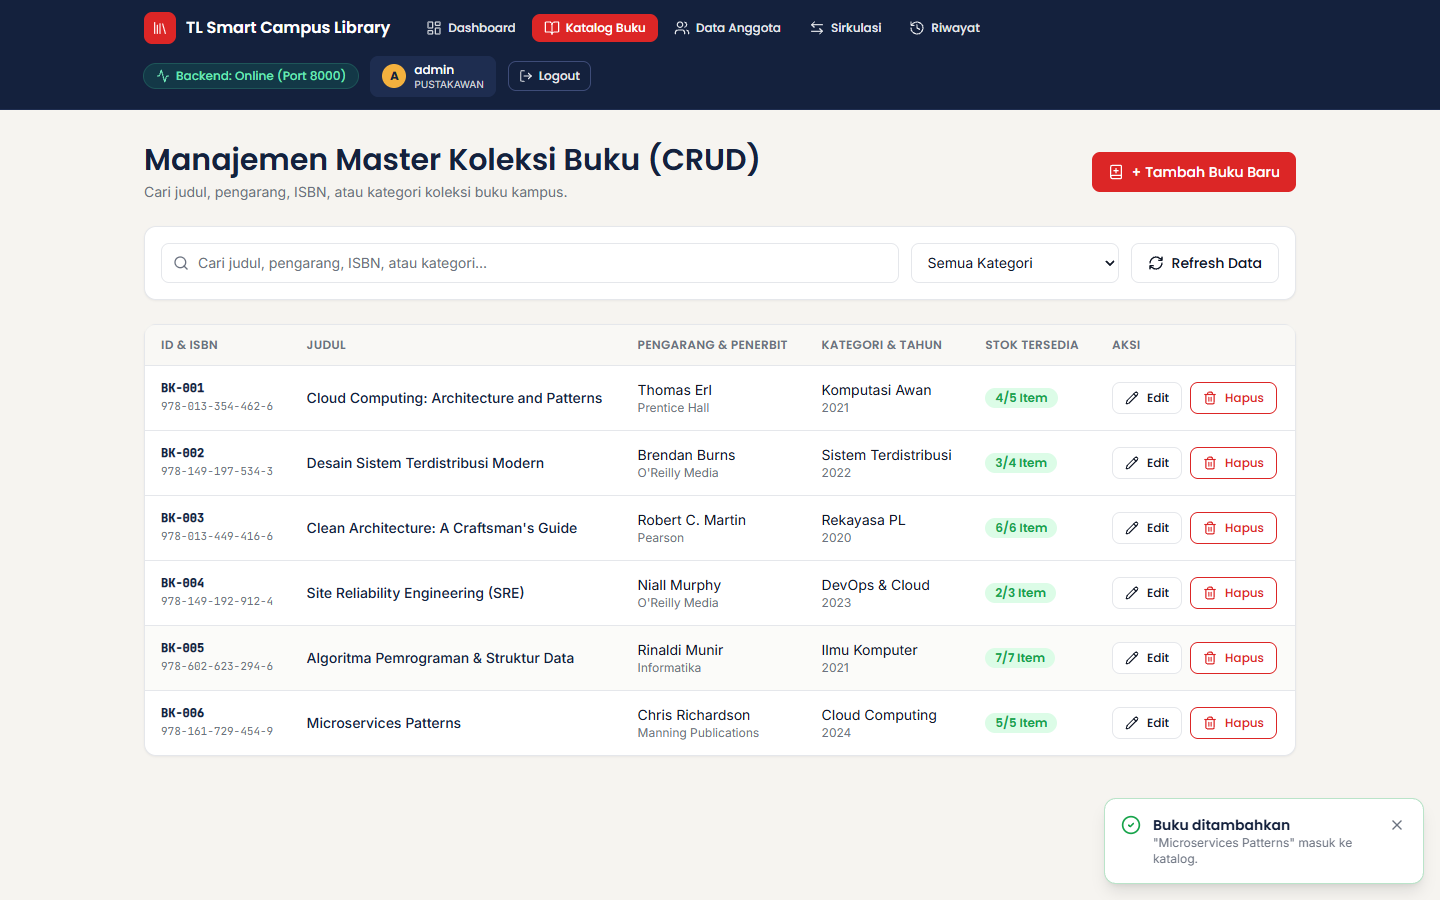 TL Smart Campus Library
Dashboard
Katalog Buku
Data Anggota
Sirkulasi
Riwayat
Backend: Online (Port 8000)
A
admin
PUSTAKAWAN
Logout
Manajemen Master Koleksi Buku (CRUD)
Cari judul, pengarang, ISBN, atau kategori koleksi buku kampus.
+ Tambah Buku Baru
Cari judul, pengarang, ISBN, atau kategori...
Semua Kategori
Refresh Data
ID & ISBN JUDUL PENGARANG & PENERBIT KATEGORI & TAHUN STOK TERSEDIA AKSI
BK-001
978-013-354-462-6
Cloud Computing: Architecture and Patterns
Thomas Erl
Prentice Hall
Komputasi Awan
2021
4/5 Item
Edit
Hapus
BK-002
978-149-197-534-3
Desain Sistem Terdistribusi Modern
Brendan Burns
O'Reilly Media
Sistem Terdistribusi
2022
3/4 Item
Edit
Hapus
BK-003
978-013-449-416-6
Clean Architecture: A Craftsman's Guide
Robert C. Martin
Pearson
Rekayasa PL
2020
6/6 Item
Edit
Hapus
BK-004
978-149-192-912-4
Site Reliability Engineering (SRE)
Niall Murphy
O'Reilly Media
DevOps & Cloud
2023
2/3 Item
Edit
Hapus
BK-005
978-602-623-294-6
Algoritma Pemrograman & Struktur Data
Rinaldi Munir
Informatika
Ilmu Komputer
2021
7/7 Item
Edit
Hapus
BK-006
978-161-729-454-9
Microservices Patterns
Chris Richardson
Manning Publications
Cloud Computing
2024
5/5 Item
Edit
Hapus
Buku ditambahkan
"Microservices Patterns" masuk ke
katalog.